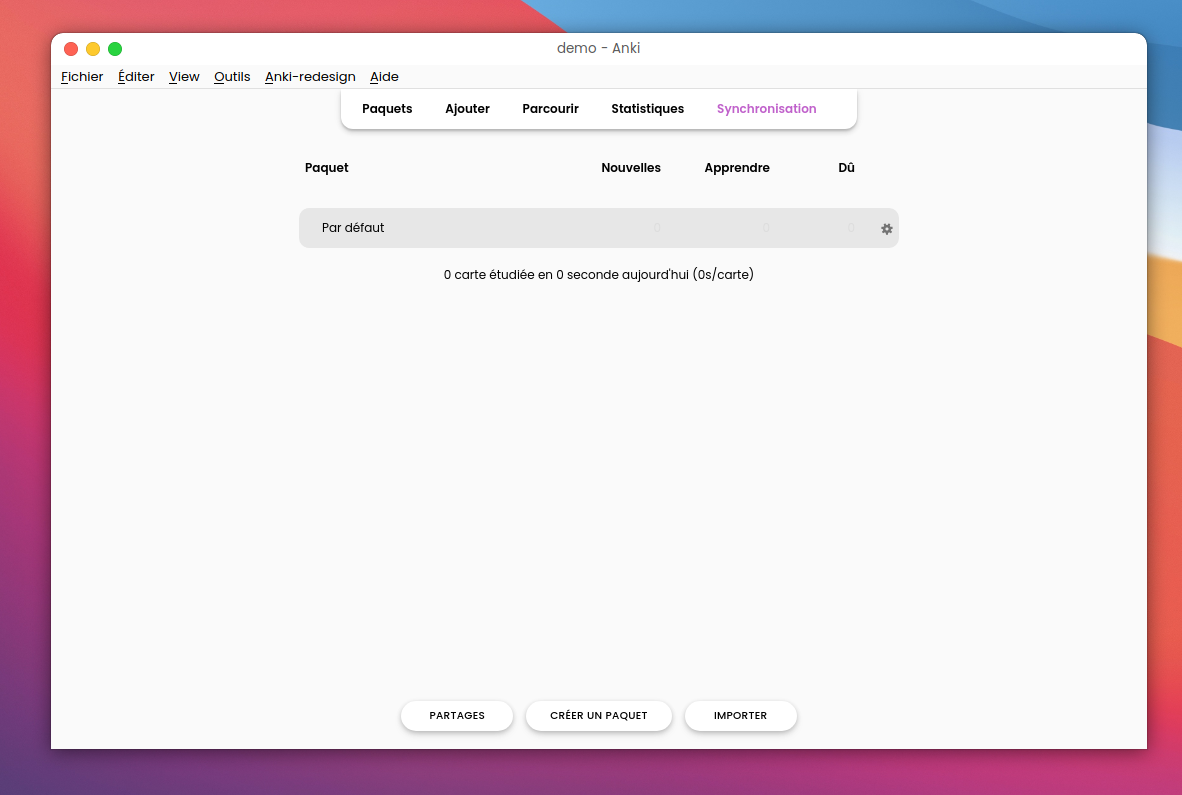 demo - Anki
Fichier Éditer View Outils Anki-redesign Aide
Paquets Ajouter Parcourir Statistiques Synchronisation
Paquet Nouvelles Apprendre Dû
Par défaut 0 0 0
0 carte étudiée en 0 seconde aujourd'hui (0s/carte)
PARTAGES CRÉER UN PAQUET IMPORTER